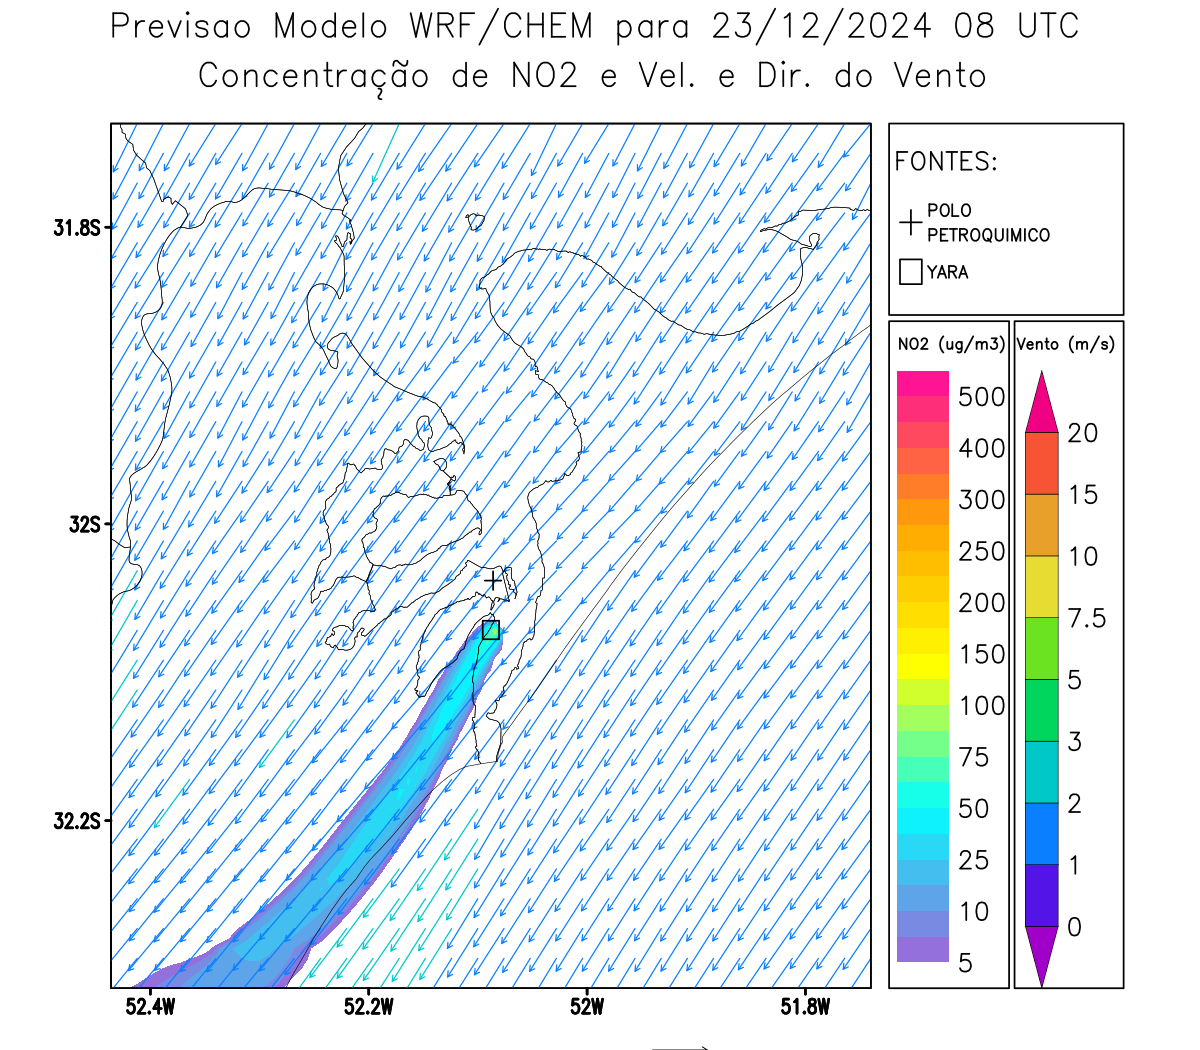 Previsao Modelo WRF/CHEM para 23/12/2024 08 UTC
Concentração de NO2 e Vel. e Dir. do Vento
FONTES:
POLO
PETROQUIMICO
YARA
NO2 (ug/m3)
500
400
300
250
200
150
100
75
50
25
10
5
Vento (m/s)
20
15
10
7.5
5
3
2
1
0
31.8S
32S
32.2S
52.4W
52.2W
52W
51.8W